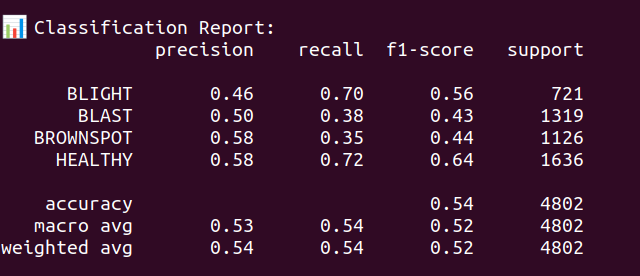 📊 Classification Report:
precision recall f1-score support
BLIGHT 0.46 0.70 0.56 721
BLAST 0.50 0.38 0.43 1319
BROWNSPOT 0.58 0.35 0.44 1126
HEALTHY 0.58 0.72 0.64 1636
accuracy 0.54 4802
macro avg 0.53 0.54 0.52 4802
weighted avg 0.54 0.54 0.52 4802